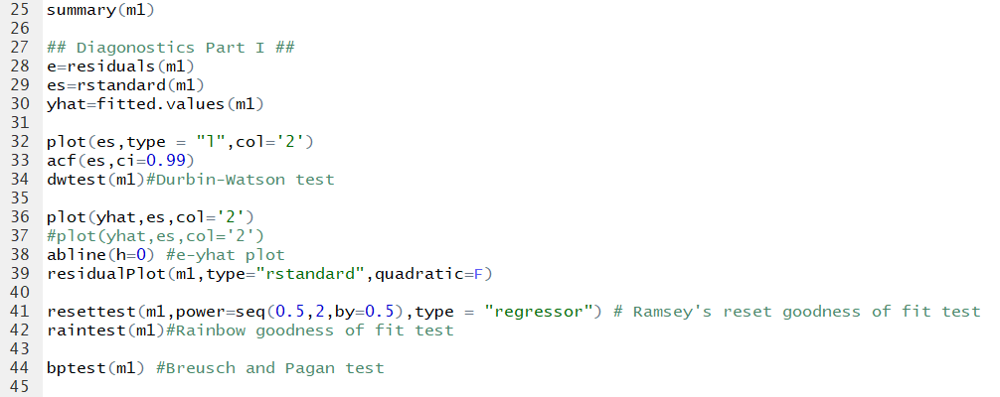 25 summary(m1)
26
27 ## Diagonostics Part I ##
28 e=residuals(m1)
29 es=rstandard(m1)
30 yhat=fitted.values(m1)
31
32 plot(es,type = "l",col='2')
33 acf(es,ci=0.99)
34 dwtest(m1)#Durbin-Watson test
35
36 plot(yhat,es,col='2')
37 #plot(yhat,es,col='2')
38 abline(h=0) #e-yhat plot
39 residualPlot(m1,type="rstandard",quadratic=F)
40
41 resettest(m1,power=seq(0.5,2,by=0.5),type = "regressor") # Ramsey's reset goodness of fit test
42 raintest(m1)#Rainbow goodness of fit test
43
44 bptest(m1) #Breusch and Pagan test
45